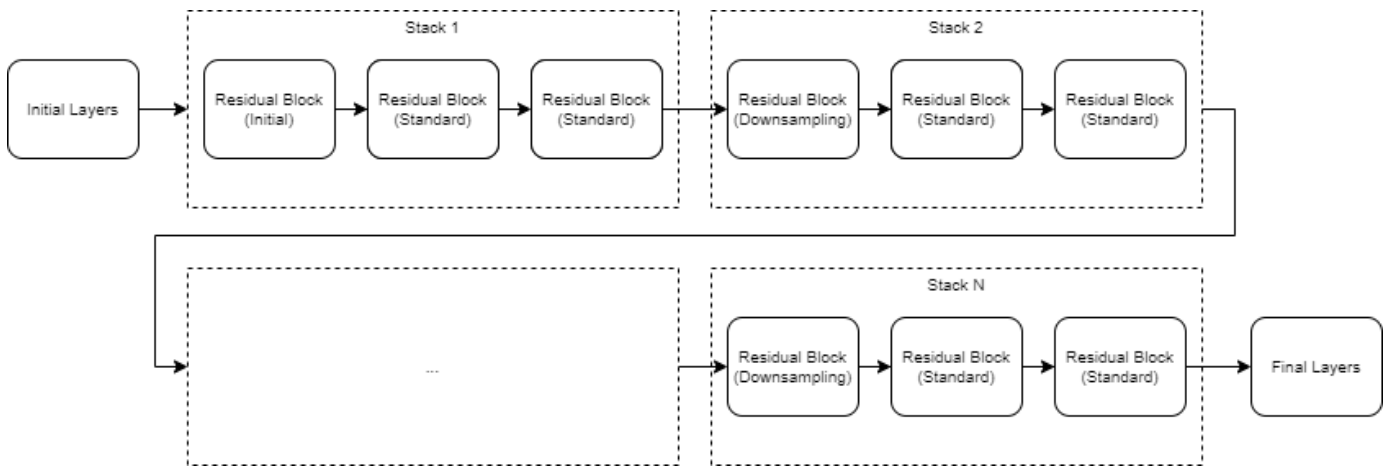 Stack 1
Stack 2
Initial Layers
Residual Block
(Initial)
Residual Block
(Standard)
Residual Block
(Standard)
Residual Block
(Downsampling)
Residual Block
(Standard)
Residual Block
(Standard)
...
Stack N
Residual Block
(Downsampling)
Residual Block
(Standard)
Residual Block
(Standard)
Final Layers